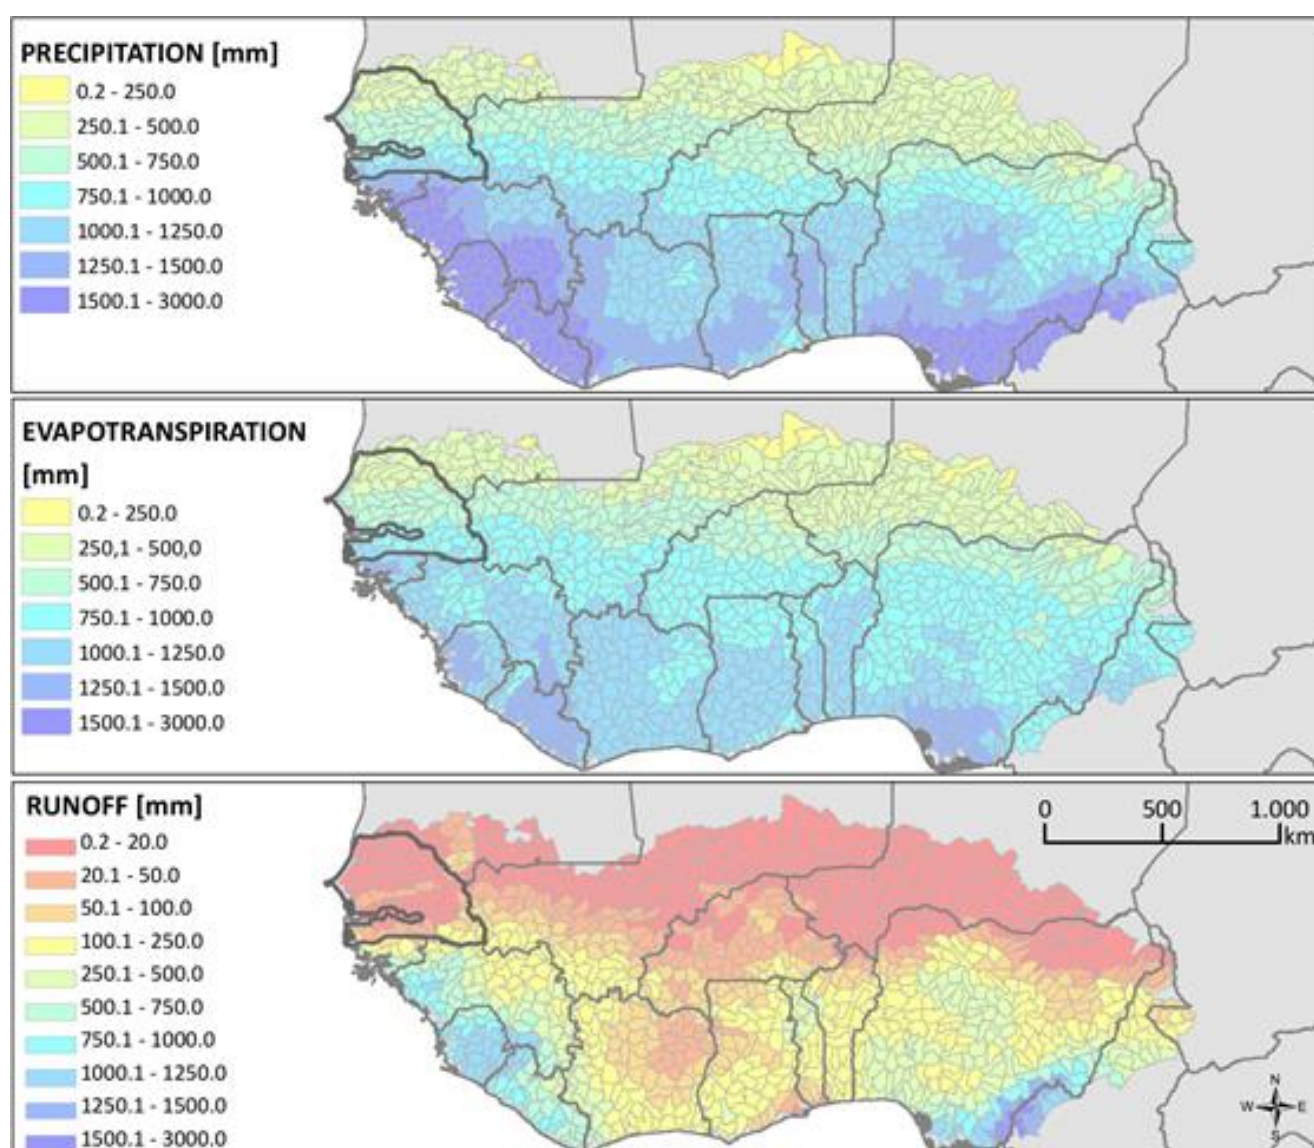 PRECIPITATION [mm]
0.2 - 250.0
250.1 - 500.0
500.1 - 750.0
750.1 - 1000.0
1000.1 - 1250.0
1250.1 - 1500.0
1500.1 - 3000.0
EVAPOTRANSPIRATION
[mm]
0.2 - 250.0
250,1 - 500,0
500.1 - 750.0
750.1 - 1000.0
1000.1 - 1250.0
1250.1 - 1500.0
1500.1 - 3000.0
RUNOFF [mm]
0.2 - 20.0
20.1 - 50.0
50.1 - 100.0
100.1 - 250.0
250.1 - 500.0
500.1 - 750.0
750.1 - 1000.0
1000.1 - 1250.0
1250.1 - 1500.0
1500.1 - 3000.0
0 500 1.000
km
N
W E
S